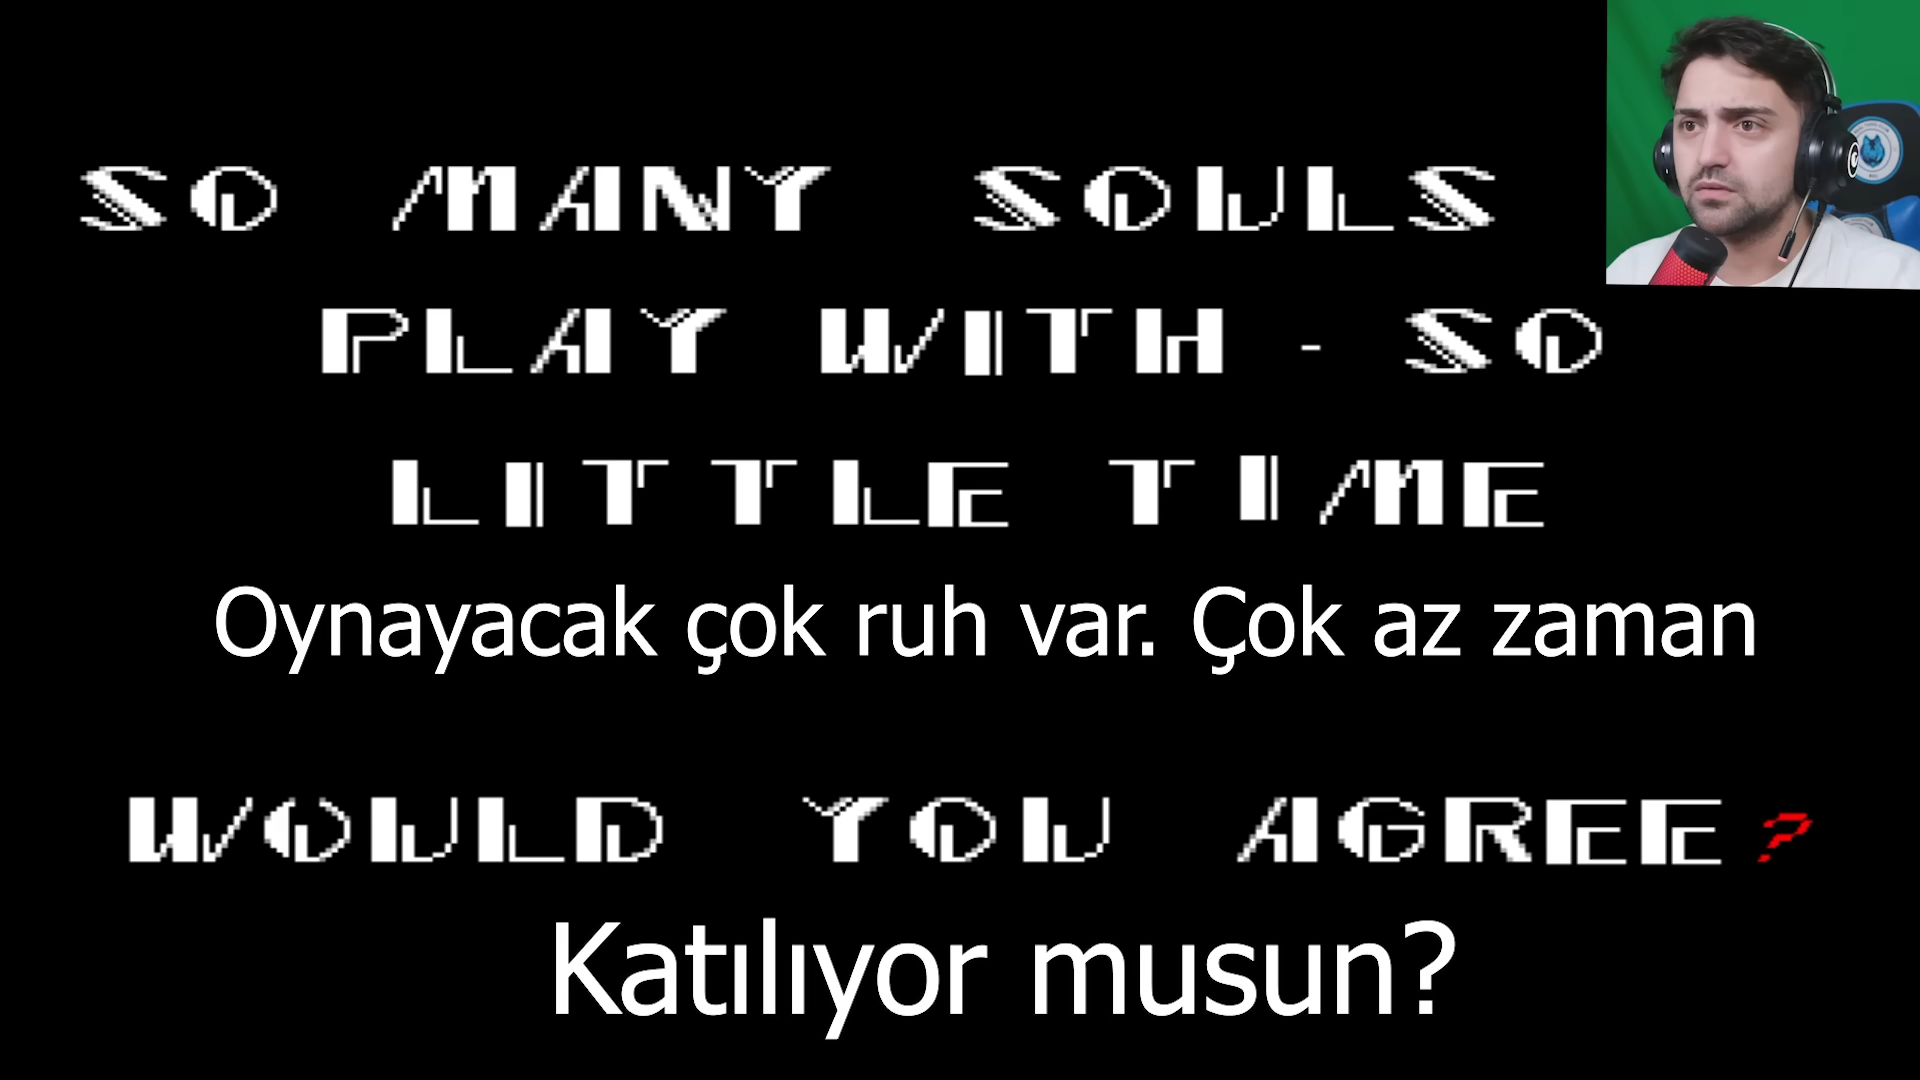 SO MANY SOULS
PLAY WITH - SO
LITTLE TIME
Oynayacak çok ruh var. Çok az zaman
WOULD YOU AGREE?
Katılıyor musun?